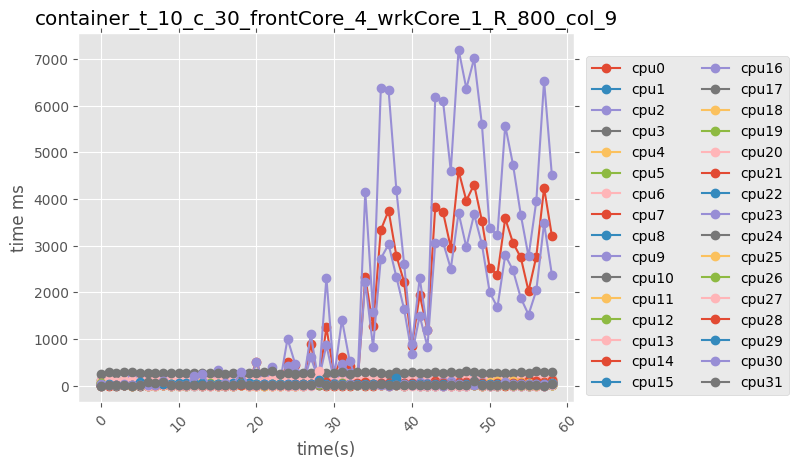 container_t_10_c_30_frontCore_4_wrkCore_1_R_800_col_9
time ms
7000
6000
5000
4000
3000
2000
1000
0
0
10
20
30
40
50
60
time(s)
cpu0
cpu1
cpu2
cpu3
cpu4
cpu5
cpu6
cpu7
cpu8
cpu9
cpu10
cpu11
cpu12
cpu13
cpu14
cpu15
cpu16
cpu17
cpu18
cpu19
cpu20
cpu21
cpu22
cpu23
cpu24
cpu25
cpu26
cpu27
cpu28
cpu29
cpu30
cpu31